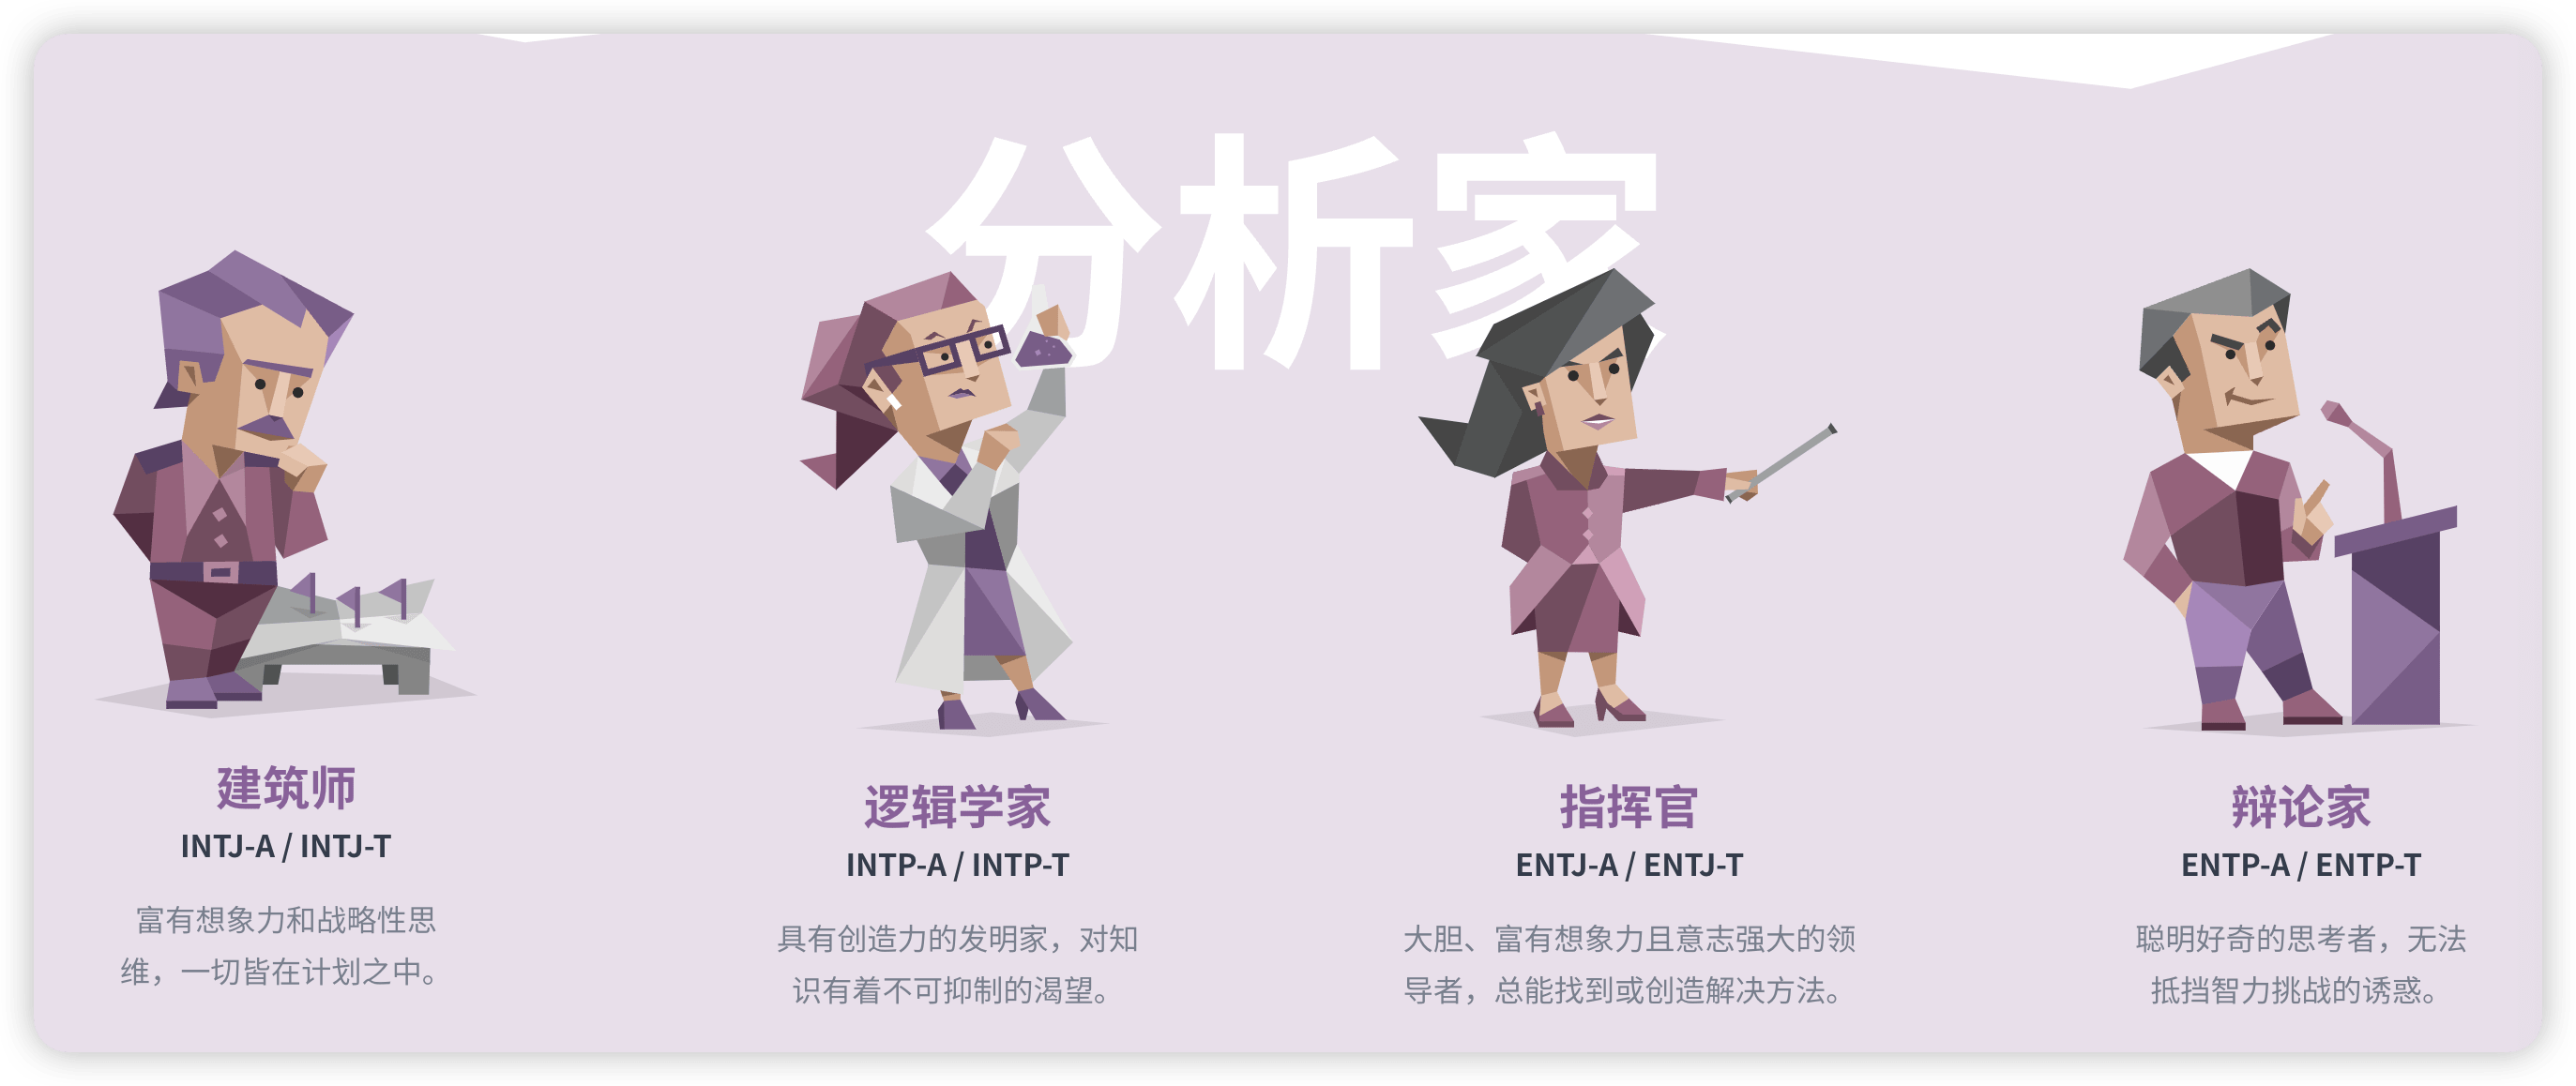 分析家
建筑师
INTJ-A / INTJ-T
富有想象力和战略性思
维，一切皆在计划之中。
逻辑学家
INTP-A / INTP-T
具有创造力的发明家，对知
识有着不可抑制的渴望。
指挥官
ENTJ-A / ENTJ-T
大胆、富有想象力且意志强大的领
导者，总能找到或创造解决方法。
辩论家
ENTP-A / ENTP-T
聪明好奇的思考者，无法
抵挡智力挑战的诱惑。